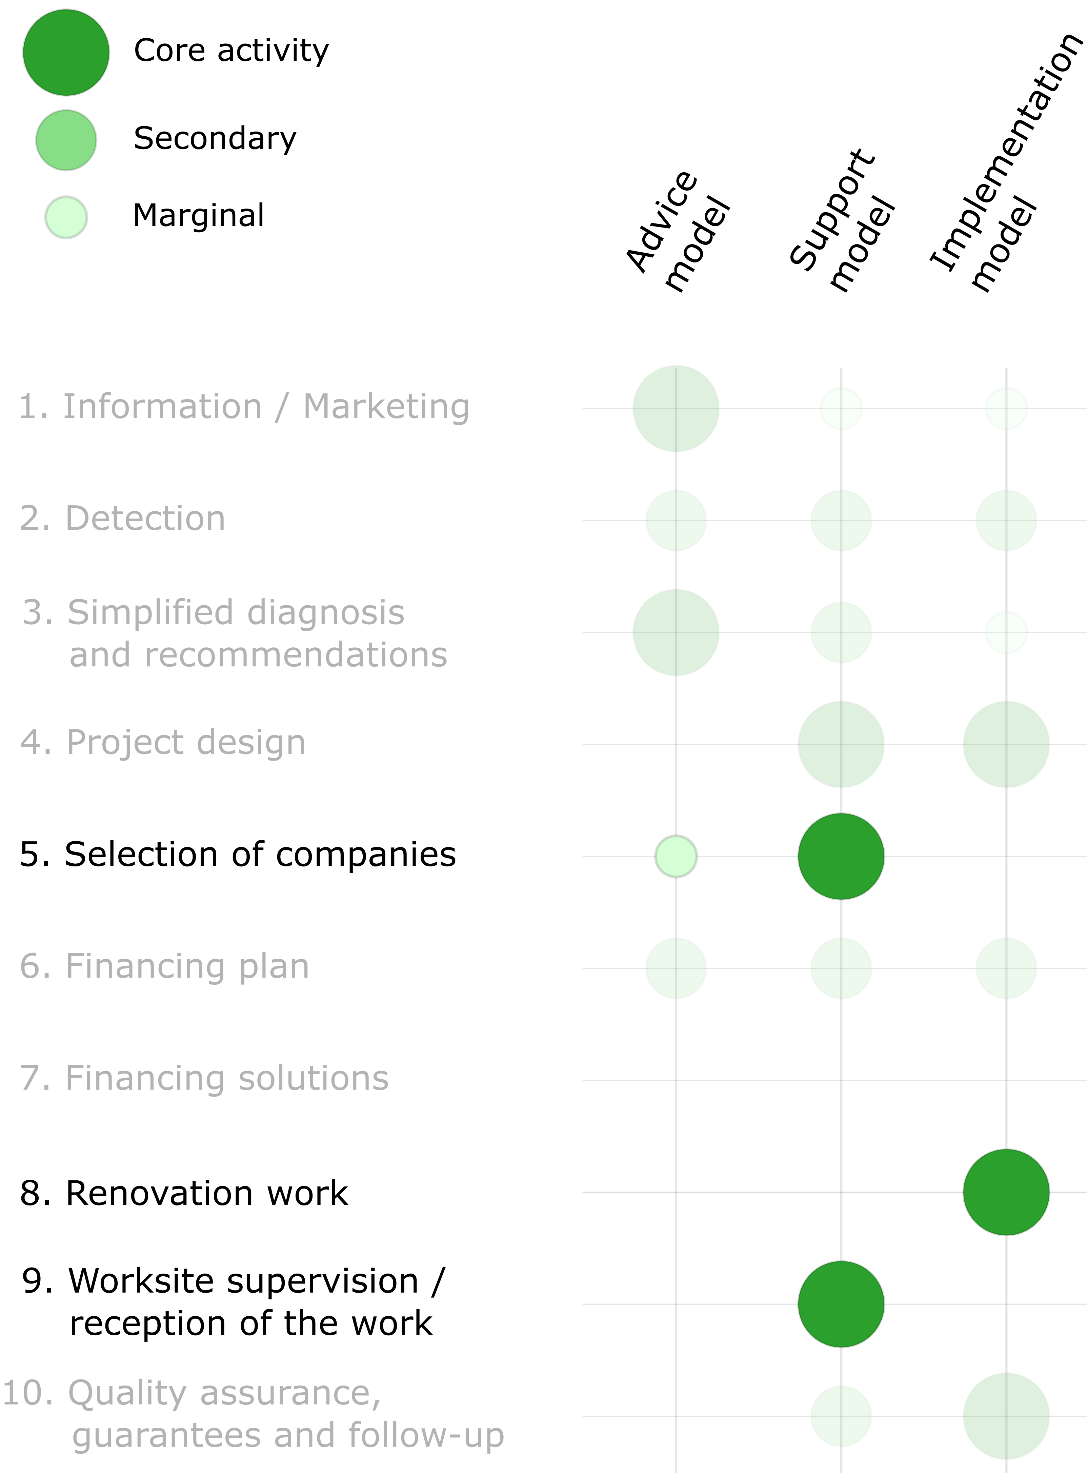 Core activity
Secondary
Marginal
Advice
model
Support
model
Implementation
model
1. Information / Marketing
2. Detection
3. Simplified diagnosis
and recommendations
4. Project design
5. Selection of companies
6. Financing plan
7. Financing solutions
8. Renovation work
9. Worksite supervision /
reception of the work
10. Quality assurance,
guarantees and follow-up